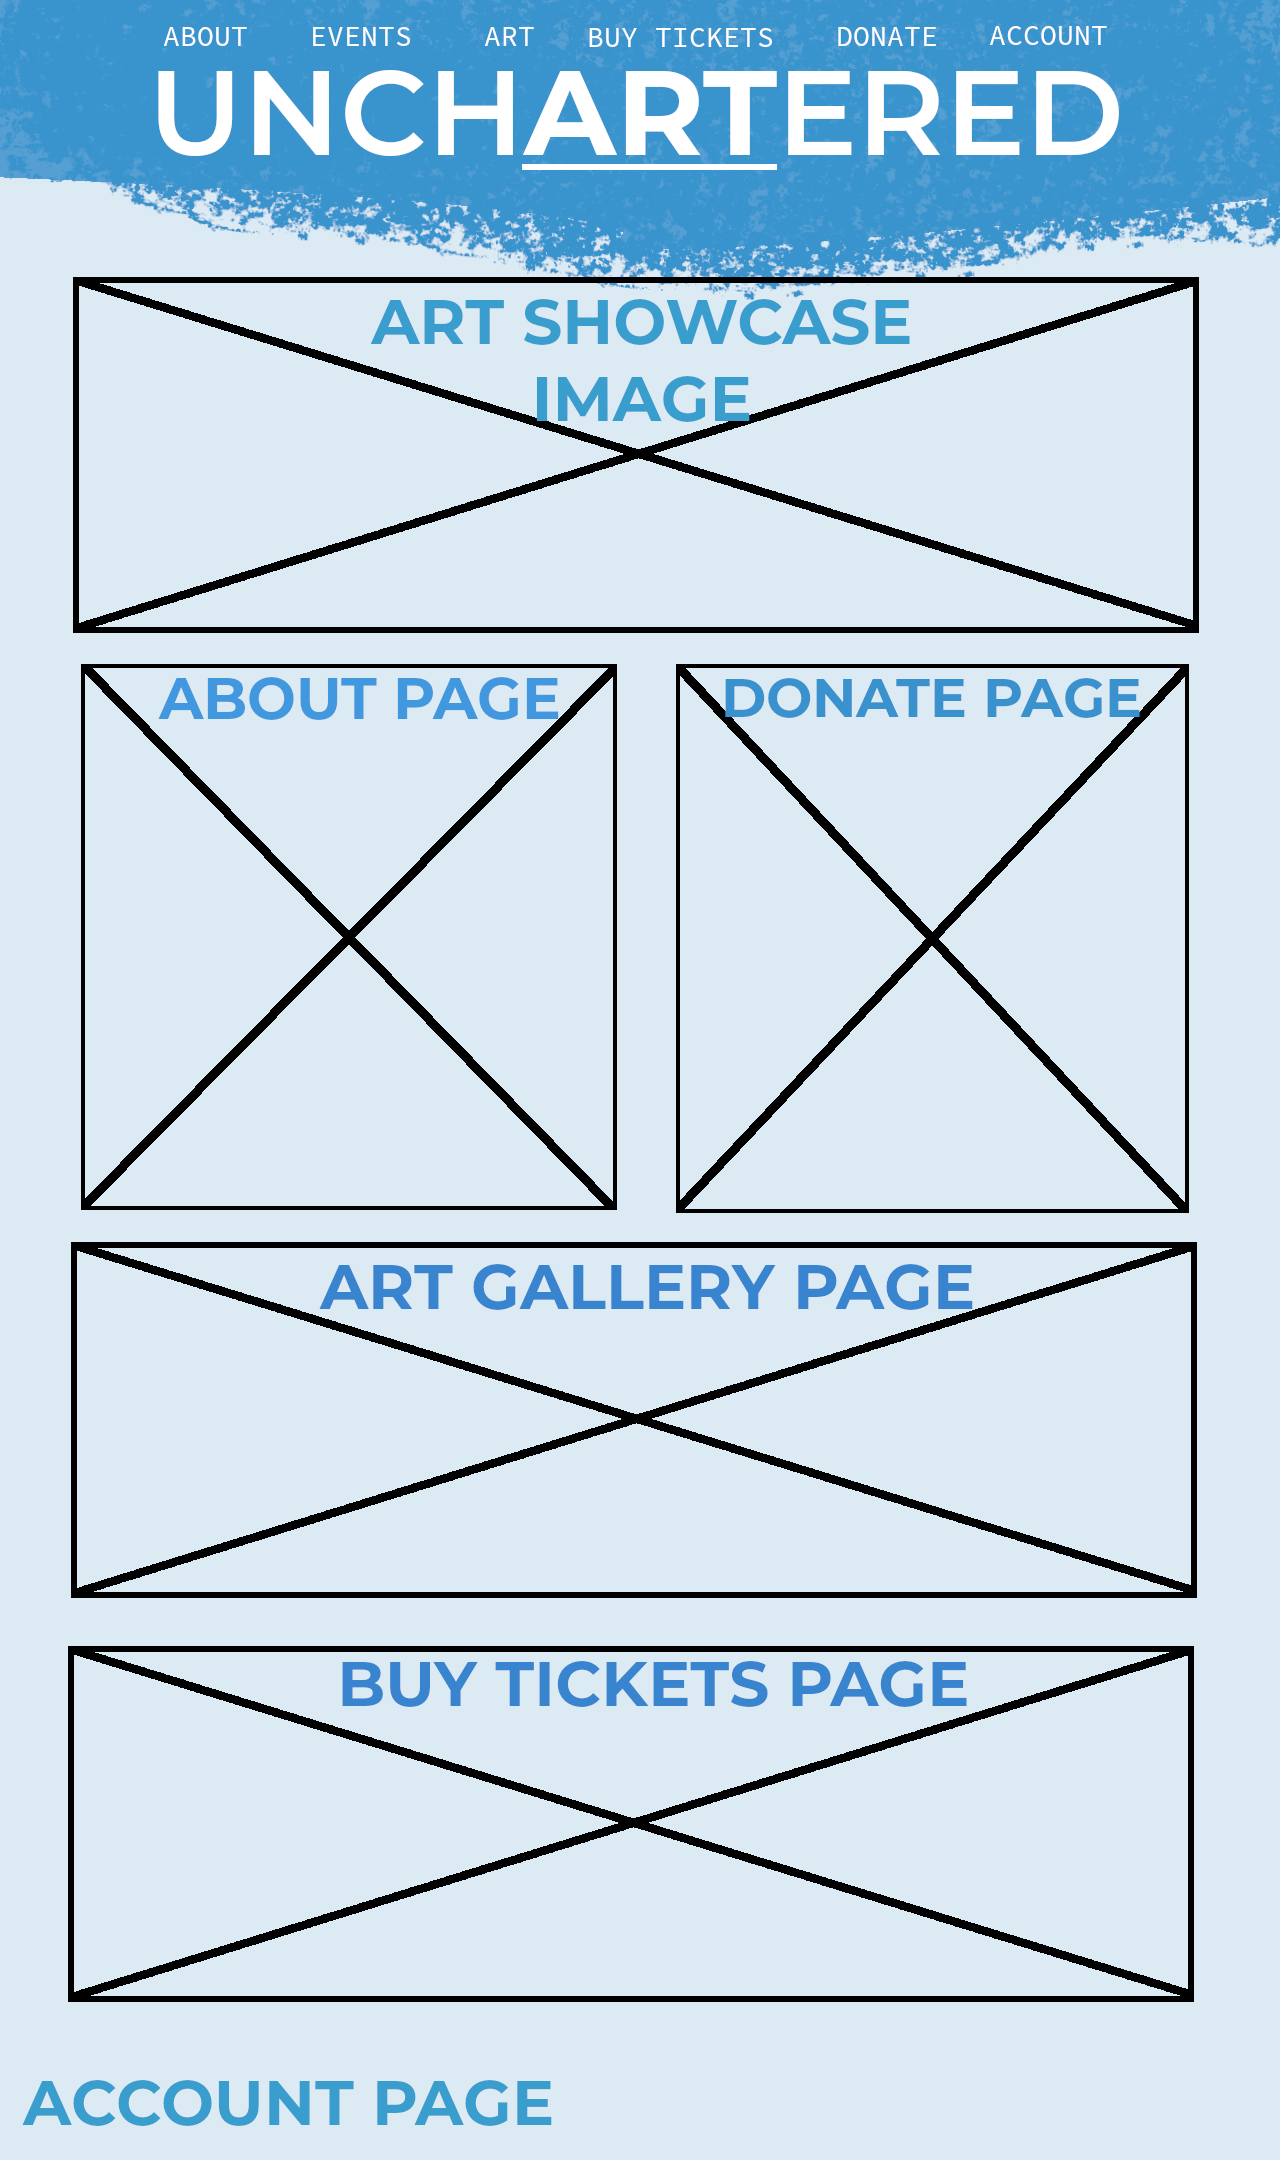 ABOUT EVENTS ART BUY TICKETS DONATE ACCOUNT
UNCHARTERED
ART SHOWCASE
IMAGE
ABOUT PAGE
DONATE PAGE
ART GALLERY PAGE
BUY TICKETS PAGE
ACCOUNT PAGE